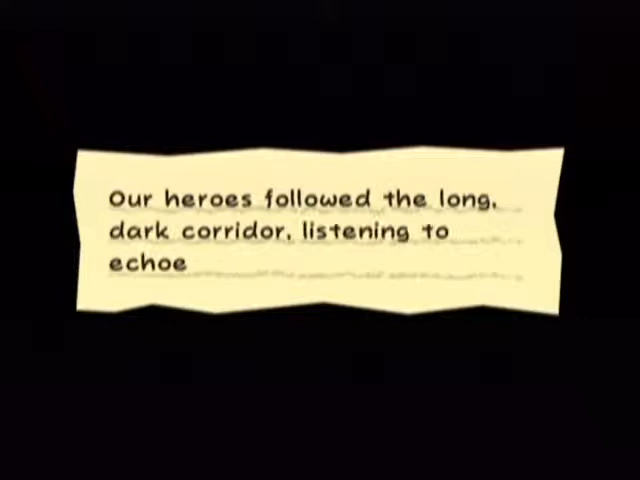 Our heroes followed the long,
dark corridor, listening to
echoe